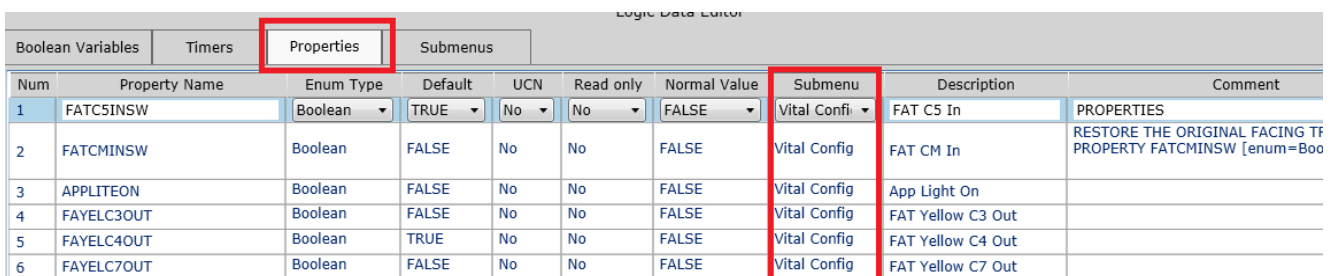 Logic Data Editor
Boolean Variables Timers Properties Submenus
Num Property Name Enum Type Default UCN Read only Normal Value Submenu Description Comment
1 FATC5INSW Boolean TRUE No No FALSE Vital Confi FAT C5 In PROPERTIES
RESTORE THE ORIGINAL FACING
2 FATCMINSW Boolean FALSE No No FALSE Vital Config FAT CM In PROPERTY FATCMINSW [enum=Boo
3 APPLITEON Boolean FALSE No No FALSE Vital Config App Light On
4 FAYELC3OUT Boolean FALSE No No FALSE Vital Config FAT Yellow C3 Out
5 FAYELC4OUT Boolean TRUE No No FALSE Vital Config FAT Yellow C4 Out
6 FAYELC7OUT Boolean FALSE No No FALSE Vital Config FAT Yellow C7 Out